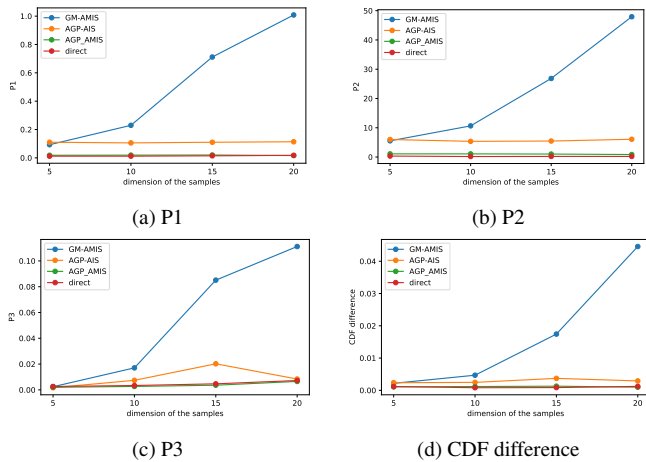 GM-AMIS
AGP-AIS
AGP_AMIS
direct
1.0
0.8
0.6
0.4
0.2
0.0
P1
5 10 15 20
dimension of the samples
(a) P1
GM-AMIS
AGP-AIS
AGP_AMIS
direct
50
40
30
20
10
0
P2
5 10 15 20
dimension of the samples
(b) P2
GM-AMIS
AGP-AIS
AGP_AMIS
direct
0.10
0.08
0.06
0.04
0.02
0.00
P3
5 10 15 20
dimension of the samples
(c) P3
GM-AMIS
AGP-AIS
AGP_AMIS
direct
0.04
0.03
0.02
0.01
0.00
CDF difference
5 10 15 20
dimension of the samples
(d) CDF difference